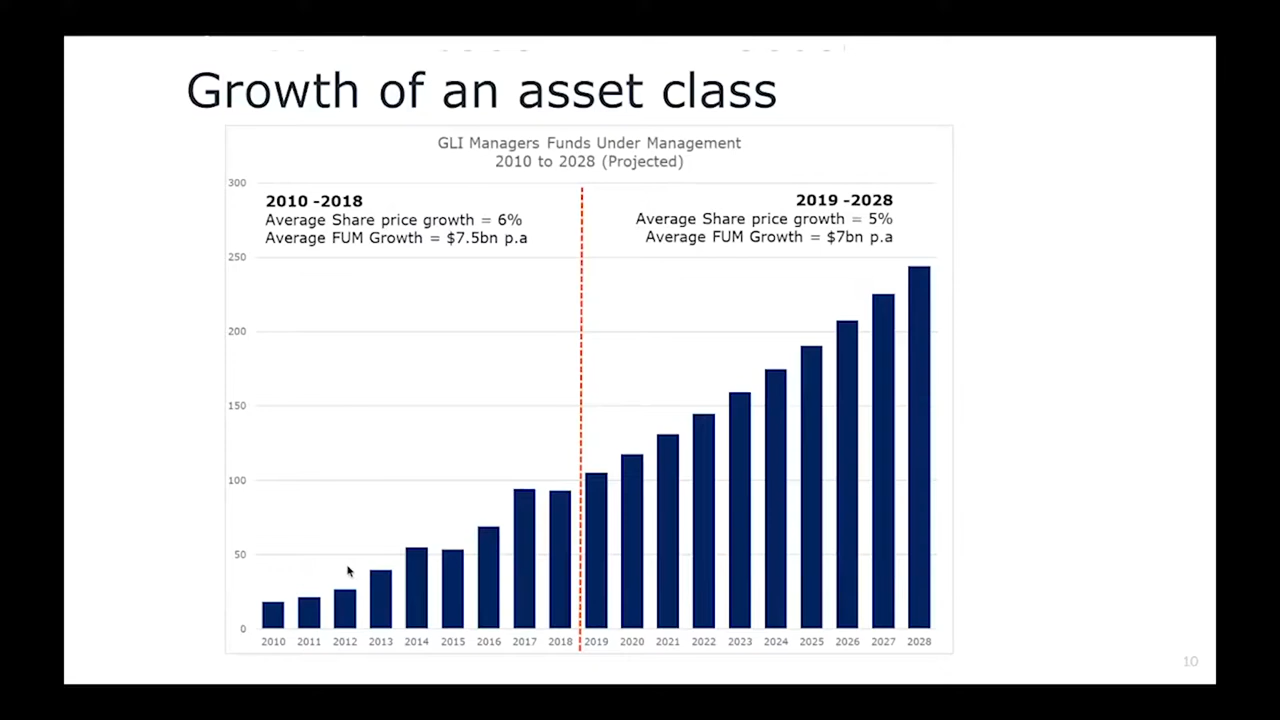 Growth of an asset class
GLI Managers Funds Under Management
2010 to 2028 (Projected)
300
2010 -2018
Average Share price growth = 6%
Average FUM Growth = $7.5bn p.a
2019 -2028
Average Share price growth = 5%
Average FUM Growth = $7bn p.a
250
200
150
100
50
0
2010 2011 2012 2013 2014 2015 2016 2017 2018 2019 2020 2021 2022 2023 2024 2025 2026 2027 2028
10